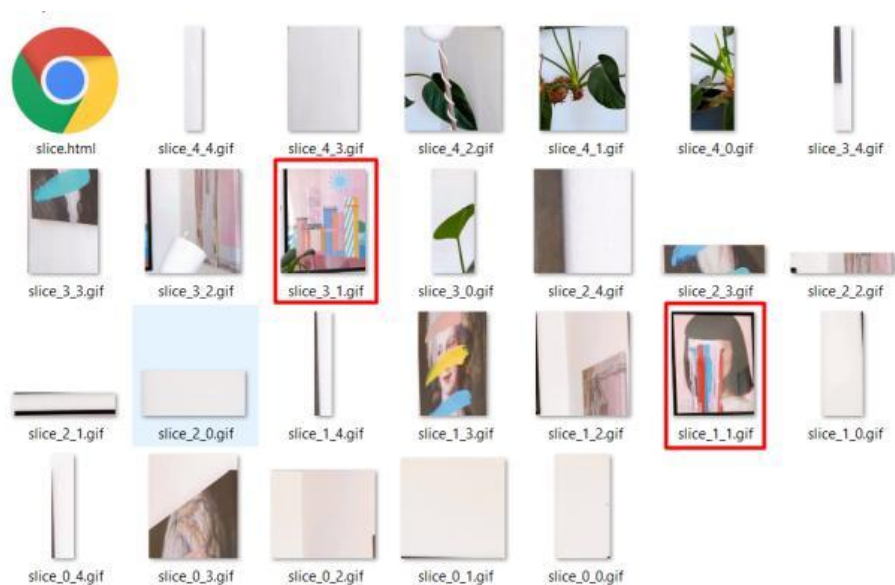 slice.html slice_4_4.gif slice_4_3.gif slice_4_2.gif slice_4_1.gif slice_4_0.gif slice_3_4.gif
slice_3_3.gif slice_3_2.gif slice_3_1.gif slice_3_0.gif slice_2_4.gif slice_2_3.gif slice_2_2.gif
slice_2_1.gif slice_2_0.gif slice_1_4.gif slice_1_3.gif slice_1_2.gif slice_1_1.gif slice_1_0.gif
slice_0_4.gif slice_0_3.gif slice_0_2.gif slice_0_1.gif slice_0_0.gif